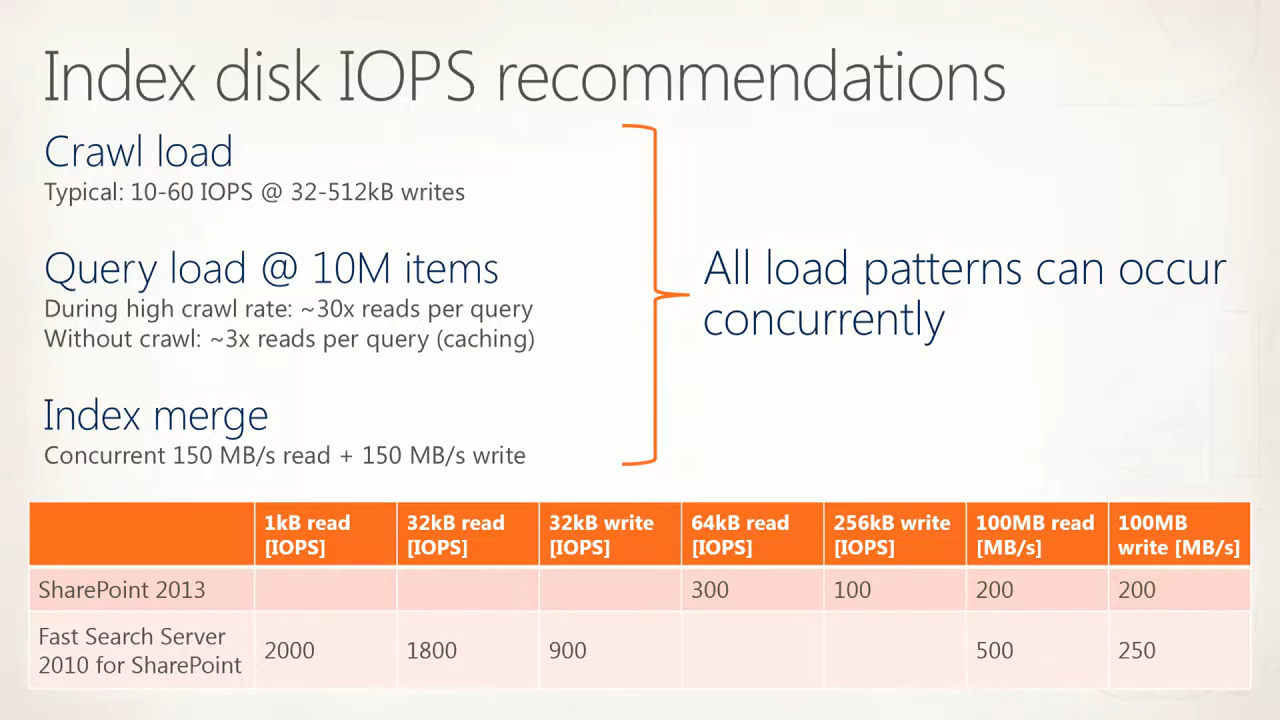 Index disk IOPS recommendations
Crawl load
Typical: 10-60 IOPS @ 32-512kB writes
Query load @ 10M items
During high crawl rate: ~30x reads per query
Without crawl: ~3x reads per query (caching)
Index merge
Concurrent 150 MB/s read + 150 MB/s write
All load patterns can occur
concurrently
1kB read [IOPS] 32kB read [IOPS] 32kB write [IOPS] 64kB read [IOPS] 256kB write [IOPS] 100MB read [MB/s] 100MB write [MB/s]
SharePoint 2013 300 100 200 200
Fast Search Server 2010 for SharePoint 2000 1800 900 500 250